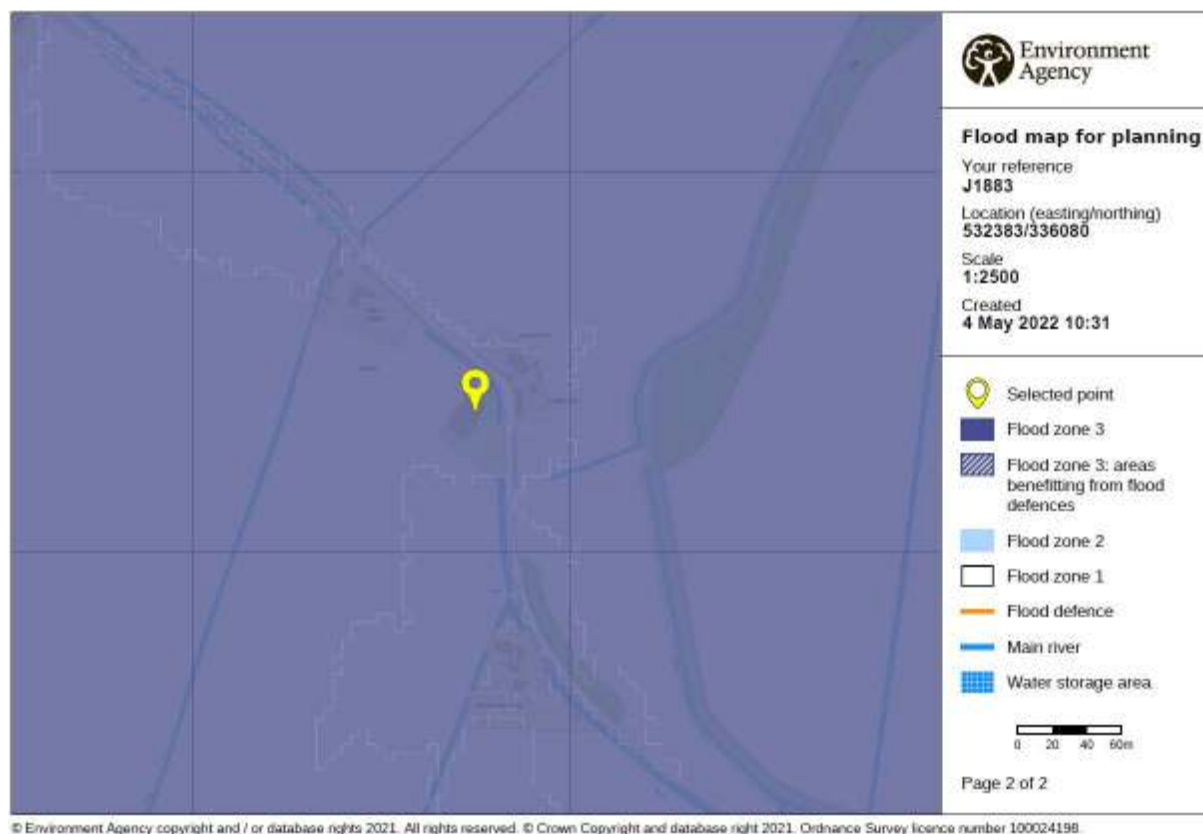 Environment
Agency
Flood map for planning
Your reference
J1883
Location (easting/northing)
532383/336080
Scale
1:2500
Created
4 May 2022 10:31
Selected point
Flood zone 3
Flood zone 3: areas
benefitting from flood
defences
Flood zone 2
Flood zone 1
Flood defence
Main river
Water storage area
0 20 40 60m
Page 2 of 2
© Environment Agency copyright and / or database rights 2021. All rights reserved. © Crown Copyright and database right 2021. Ordnance Survey licence number 100024198.